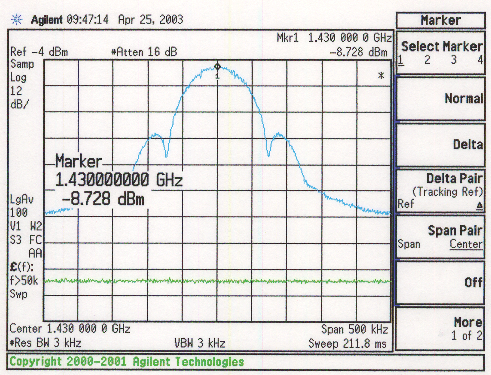 Agilent 09:47:14 Apr 25, 2003
Marker
Mkr1 1.430 000 0 GHz
Ref -4 dBm
*Atten 16 dB
-8.728 dBm
Select Marker
1 2 3 4
Samp
Log
12
dB/
1
*
Normal
Delta
Marker
1.430000000 GHz
-8.728 dBm
Delta Pair
(Tracking Ref)
Ref Δ
LgAv
100
V1 W2
S3 FC
AA
Span Pair
Span Center
£(f):
f>50k
Swp
Off
Center 1.430 000 0 GHz
Span 500 kHz
*Res BW 3 kHz
VBW 3 kHz
Sweep 211.8 ms
More
1 of 2
Copyright 2000-2001 Agilent Technologies